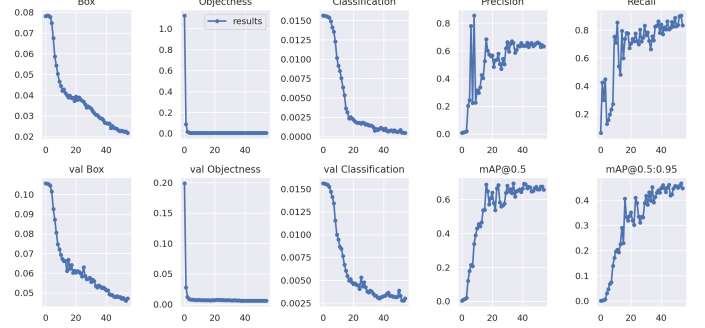 Box Objectness Classification Precision Recall
0.08 0.07 0.06 0.05 0.04 0.03 0.02
1.0 0.8 0.6 0.4 0.2 0.0
results
0.0150 0.0125 0.0100 0.0075 0.0050 0.0025 0.0000
0.8 0.6 0.4 0.2 0.0
0.8 0.6 0.4 0.2
0 20 40 0 20 40 0 20 40 0 20 40 0 20 40
val Box val Objectness val Classification mAP@0.5 mAP@0.5:0.95
0.10 0.09 0.08 0.07 0.06 0.05
0.20 0.15 0.10 0.05 0.00
0.0150 0.0125 0.0100 0.0075 0.0050 0.0025
0.6 0.4 0.2 0.0
0.4 0.3 0.2 0.1 0.0
0 20 40 0 20 40 0 20 40 0 20 40 0 20 40